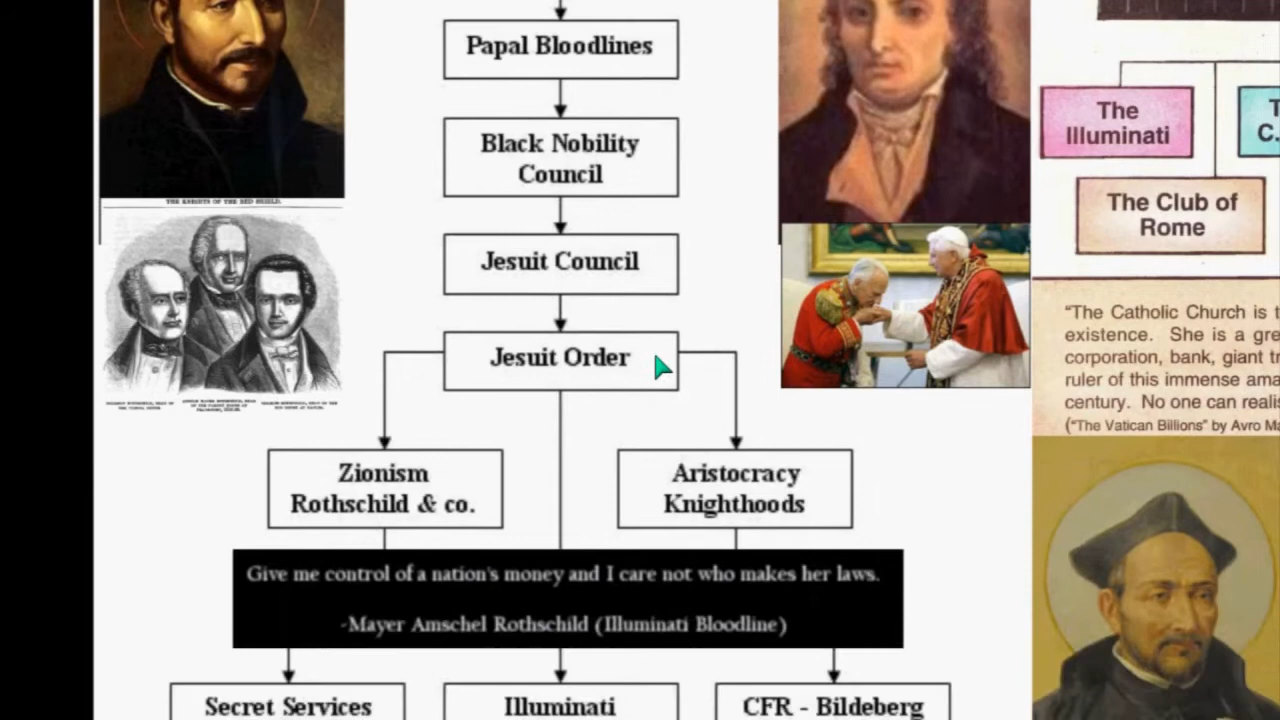 Papal Bloodlines
Black Nobility
Council
Jesuit Council
Jesuit Order
Zionism
Rothschild & co.
Aristocracy
Knighthoods
Give me control of a nation's money and I care not who makes her laws.
-Mayer Amschel Rothschild (Illuminati Bloodline)
Secret Services
Illuminati
CFR - Bildeberg
THE KNIGHTS OF THE RED SHIELD.
The
Illuminati
T
C.
The Club of
Rome
"The Catholic Church is t
existence. She is a gre
corporation, bank, giant tr
ruler of this immense ama
century. No one can realis
("The Vatican Billions" by Avro Ma